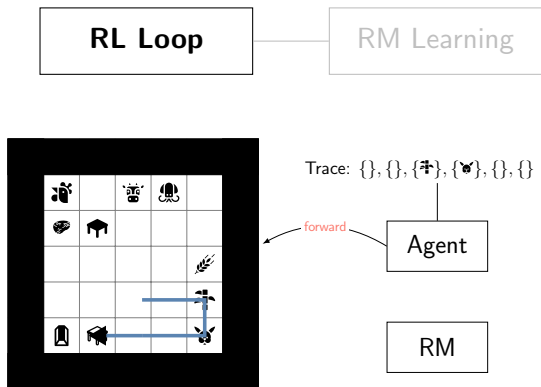 RL Loop
RM Learning
Trace: {}, {}, {}, {}, {}, {}
forward
Agent
RM